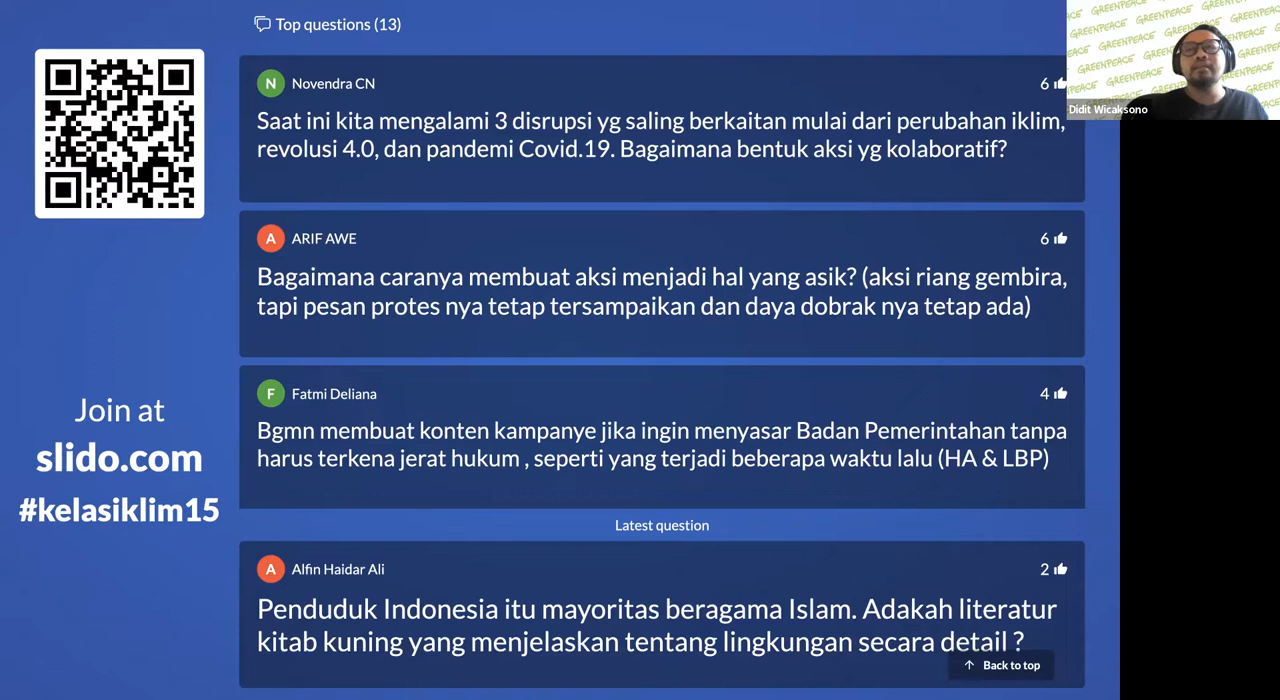 Top questions (13)
GREENPEACE GREENPEACE
GREENPEACE GREENPEACE
GREENPEACE
GREENPEACE
Didit Wicaksono
N Novendra CN 6
Saat ini kita mengalami 3 disrupsi yg saling berkaitan mulai dari perubahan iklim,
revolusi 4.0, dan pandemi Covid.19. Bagaimana bentuk aksi yg kolaboratif?
A ARIF AWE 6
Bagaimana caranya membuat aksi menjadi hal yang asik? (aksi riang gembira,
tapi pesan protes nya tetap tersampaikan dan daya dobrak nya tetap ada)
F Fatmi Deliana 4
Bgmn membuat konten kampanye jika ingin menyasar Badan Pemerintahan tanpa
harus terkena jerat hukum , seperti yang terjadi beberapa waktu lalu (HA & LBP)
Join at
slido.com
#kelasiklim15
Latest question
A Alfin Haidar Ali 2
Penduduk Indonesia itu mayoritas beragama Islam. Adakah literatur
kitab kuning yang menjelaskan tentang lingkungan secara detail ?
Back to top